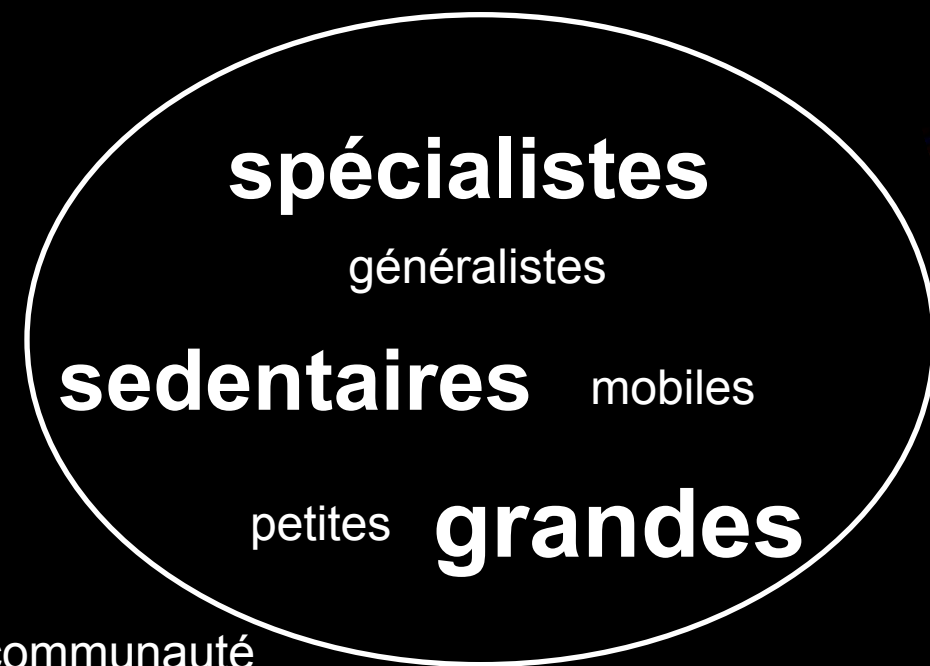 spécialistes
généralistes
sedentaires mobiles
petites grandes
communauté